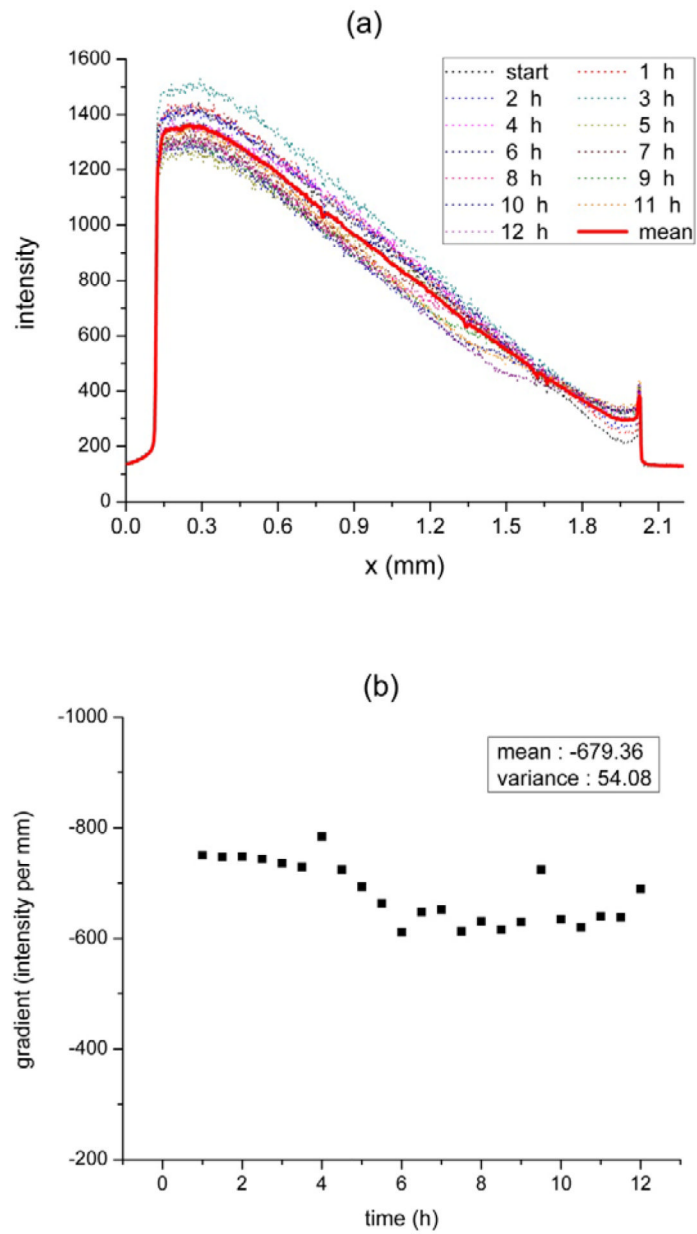 (a)
1600
1400
1200
1000
800
600
400
200
0
intensity
start 1 h
2 h 3 h
4 h 5 h
6 h 7 h
8 h 9 h
10 h 11 h
12 h mean
0.0 0.3 0.6 0.9 1.2 1.5 1.8 2.1
x (mm)
(b)
-1000
-800
-600
-400
-200
gradient (intensity per mm)
mean : -679.36
variance : 54.08
0 2 4 6 8 10 12
time (h)